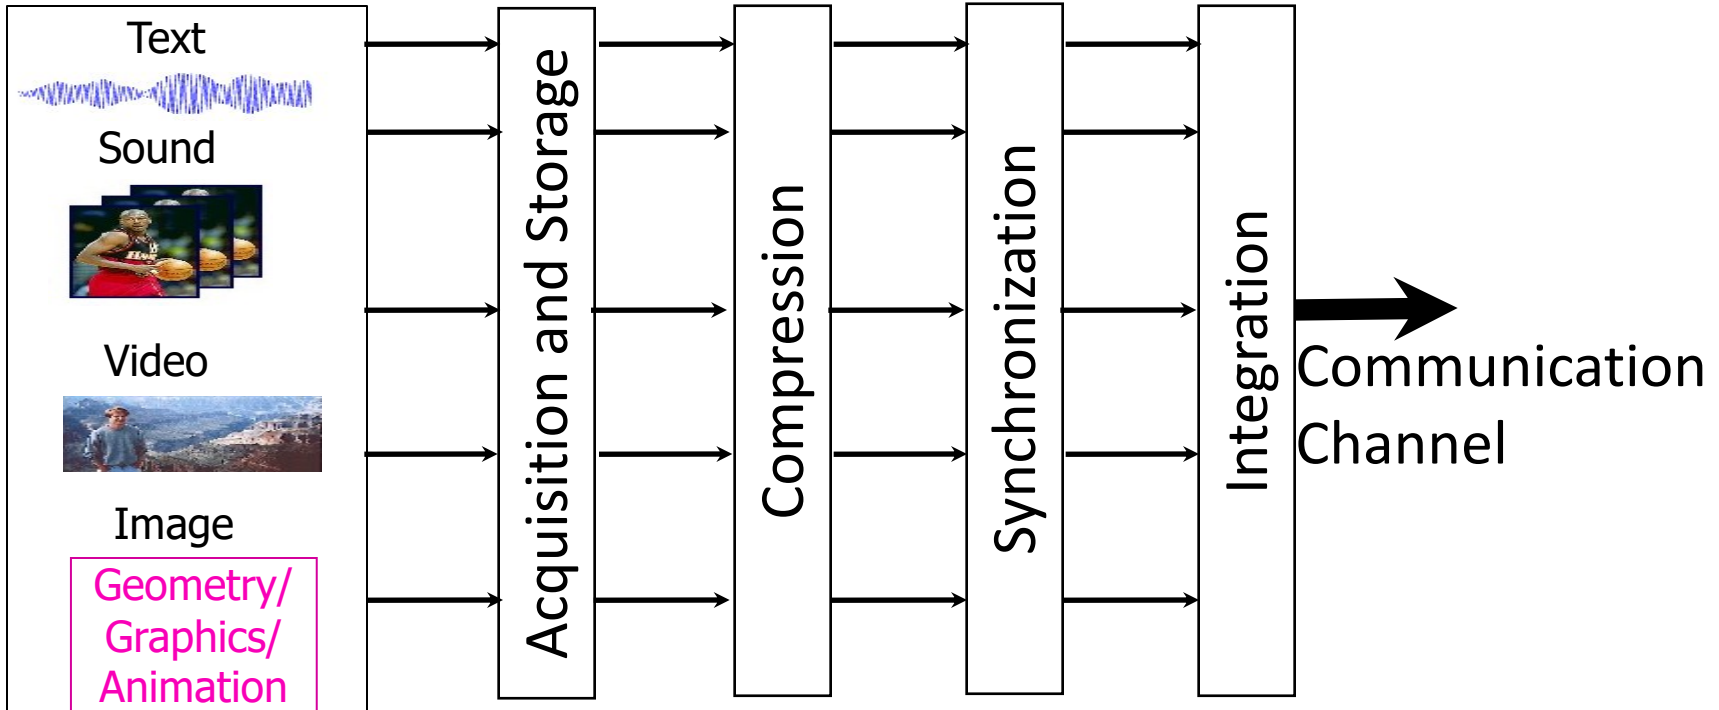 Text
Sound
Video
Image
Geometry/
Graphics/
Animation
Acquisition and Storage
Compression
Synchronization
Integration
Communication
Channel